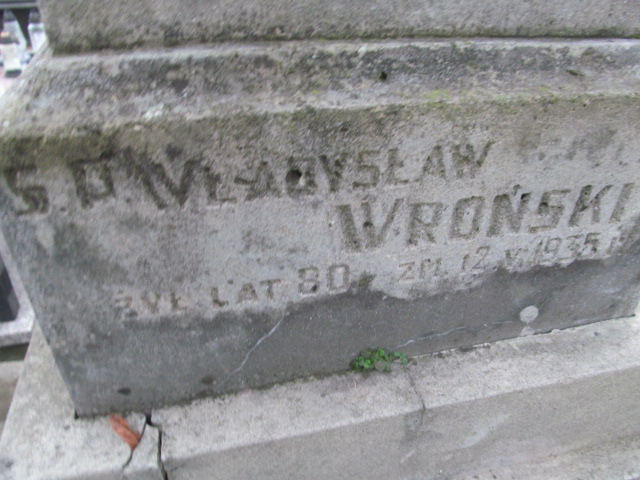 Ś.P. WŁADYSŁAW
WROŃSKI
ŻYŁ LAT 80 ZM. 12 V. 1935 R.